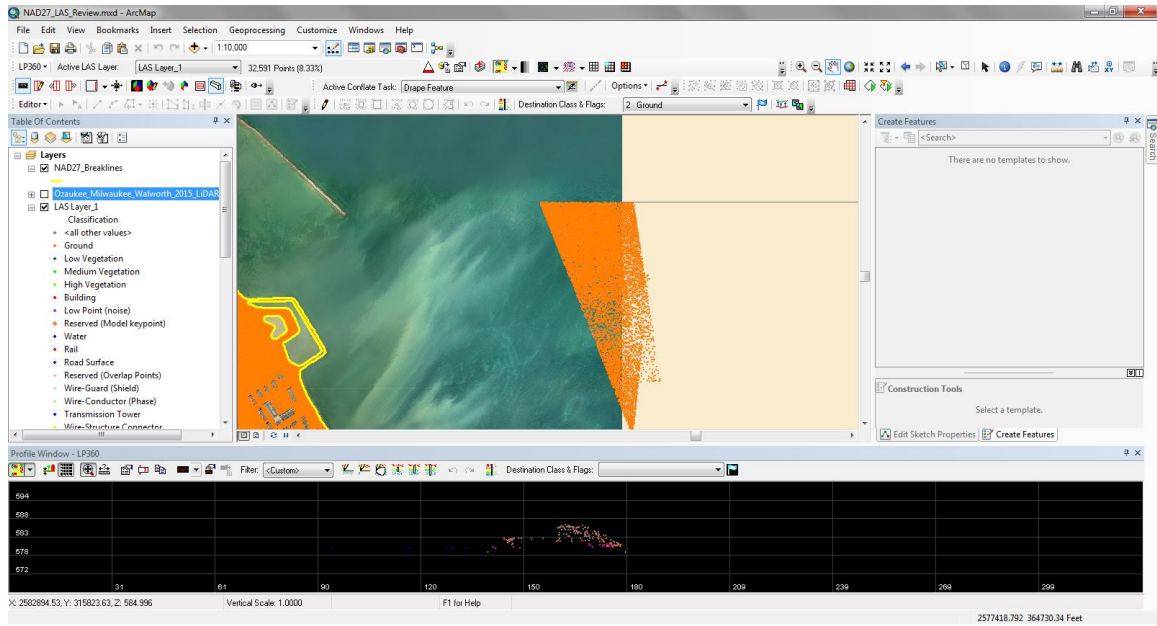 NAD27_LAS_Review.mxd - ArcMap
File Edit View Bookmarks Insert Selection Geoprocessing Customize Windows Help
1:10,000
LP360 Active LAS Layer: LAS Layer_1 32,591 Points (8.33%)
Active Conflate Task: Drape Feature Options
Editor Destination Class & Flags: 2 Ground
Table Of Contents
Layers
NAD27_Breaklines
Ozaukee_Milwaukee_Walworth_2015_LiDAR
LAS Layer_1
Classification
<all other values>
Ground
Low Vegetation
Medium Vegetation
High Vegetation
Building
Low Point (noise)
Reserved (Model keypoint)
Water
Rail
Road Surface
Reserved (Overlap Points)
Wire-Guard (Shield)
Wire-Conductor (Phase)
Transmission Tower
Wire-Structure Connector
Create Features
<Search>
There are no templates to show.
Construction Tools
Select a template.
Edit Sketch Properties Create Features
Search
Profile Window - LP360
Filter: <Custom> Destination Class & Flags:
594
588
583
578
572
31 61 90 120 150 180 209 239 269 299
X: 2582894.53, Y: 315823.63, Z: 584.996 Vertical Scale: 1.0000 F1 for Help
2577418.792 364730.34 Feet